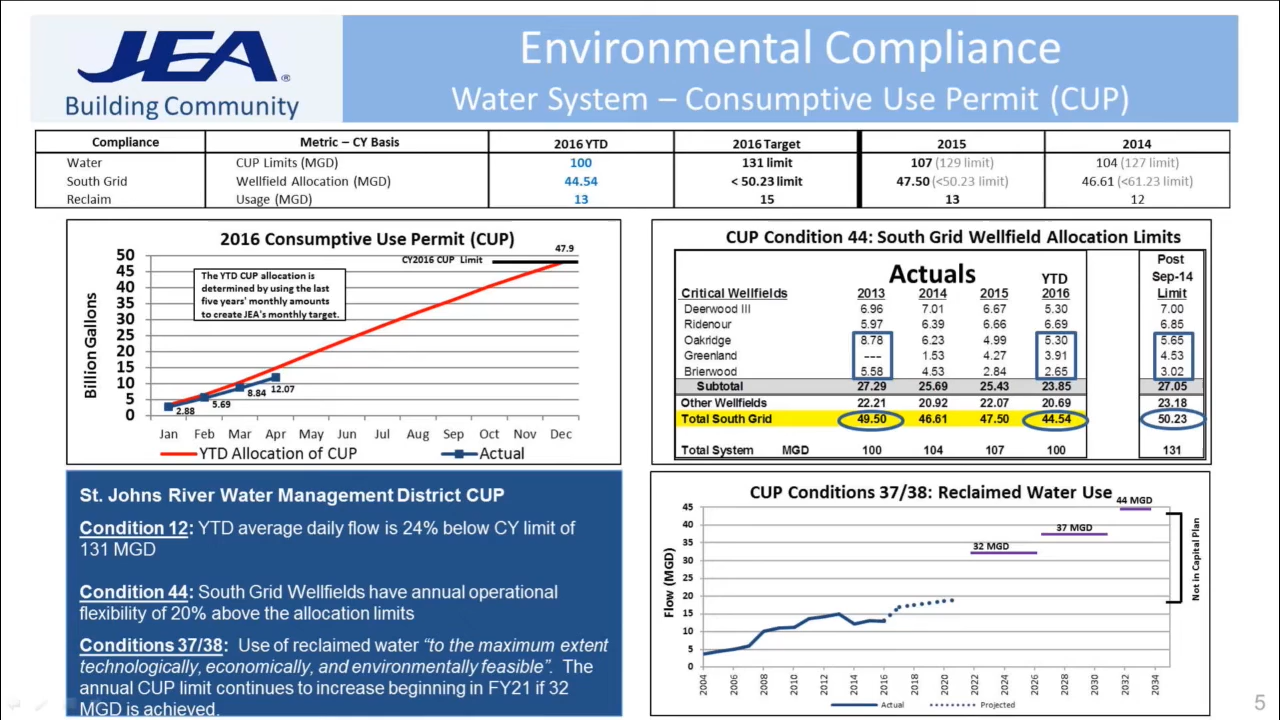 JEA®
Building Community
Environmental Compliance
Water System – Consumptive Use Permit (CUP)
Compliance Metric – CY Basis 2016 YTD 2016 Target 2015 2014
Water CUP Limits (MGD) 100 131 limit 107 (129 limit) 104 (127 limit)
South Grid Wellfield Allocation (MGD) 44.54 < 50.23 limit 47.50 (<50.23 limit) 46.61 (<61.23 limit)
Reclaim Usage (MGD) 13 15 13 12
2016 Consumptive Use Permit (CUP)
47.9
CY2016 CUP Limit
The YTD CUP allocation is
determined by using the last
five years' monthly amounts
to create JEA's monthly target.
Billion Gallons
50
45
40
35
30
25
20
15
10
5
0
2.88 5.69 8.84 12.07
Jan Feb Mar Apr May Jun Jul Aug Sep Oct Nov Dec
YTD Allocation of CUP Actual
CUP Condition 44: South Grid Wellfield Allocation Limits
Post
Actuals YTD Sep-14
Critical Wellfields 2013 2014 2015 2016 Limit
Deerwood III 6.96 7.01 6.67 5.30 7.00
Ridenour 5.97 6.39 6.66 6.69 6.85
Oakridge 8.78 6.23 4.99 5.30 5.65
Greenland --- 1.53 4.27 3.91 4.53
Brierwood 5.58 4.53 2.84 2.65 3.02
Subtotal 27.29 25.69 25.43 23.85 27.05
Other Wellfields 22.21 20.92 22.07 20.69 23.18
Total South Grid 49.50 46.61 47.50 44.54 50.23
Total System MGD 100 104 107 100 131
St. Johns River Water Management District CUP
Condition 12: YTD average daily flow is 24% below CY limit of
131 MGD
Condition 44: South Grid Wellfields have annual operational
flexibility of 20% above the allocation limits
Conditions 37/38: Use of reclaimed water “to the maximum extent
technologically, economically, and environmentally feasible”. The
annual CUP limit continues to increase beginning in FY21 if 32
MGD is achieved.
CUP Conditions 37/38: Reclaimed Water Use
44 MGD
37 MGD
32 MGD
Not in Capital Plan
Flow (MGD)
45
40
35
30
25
20
15
10
5
0
2004 2006 2008 2010 2012 2014 2016 2018 2020 2022 2024 2026 2028 2030 2032 2034
Actual Projected
5